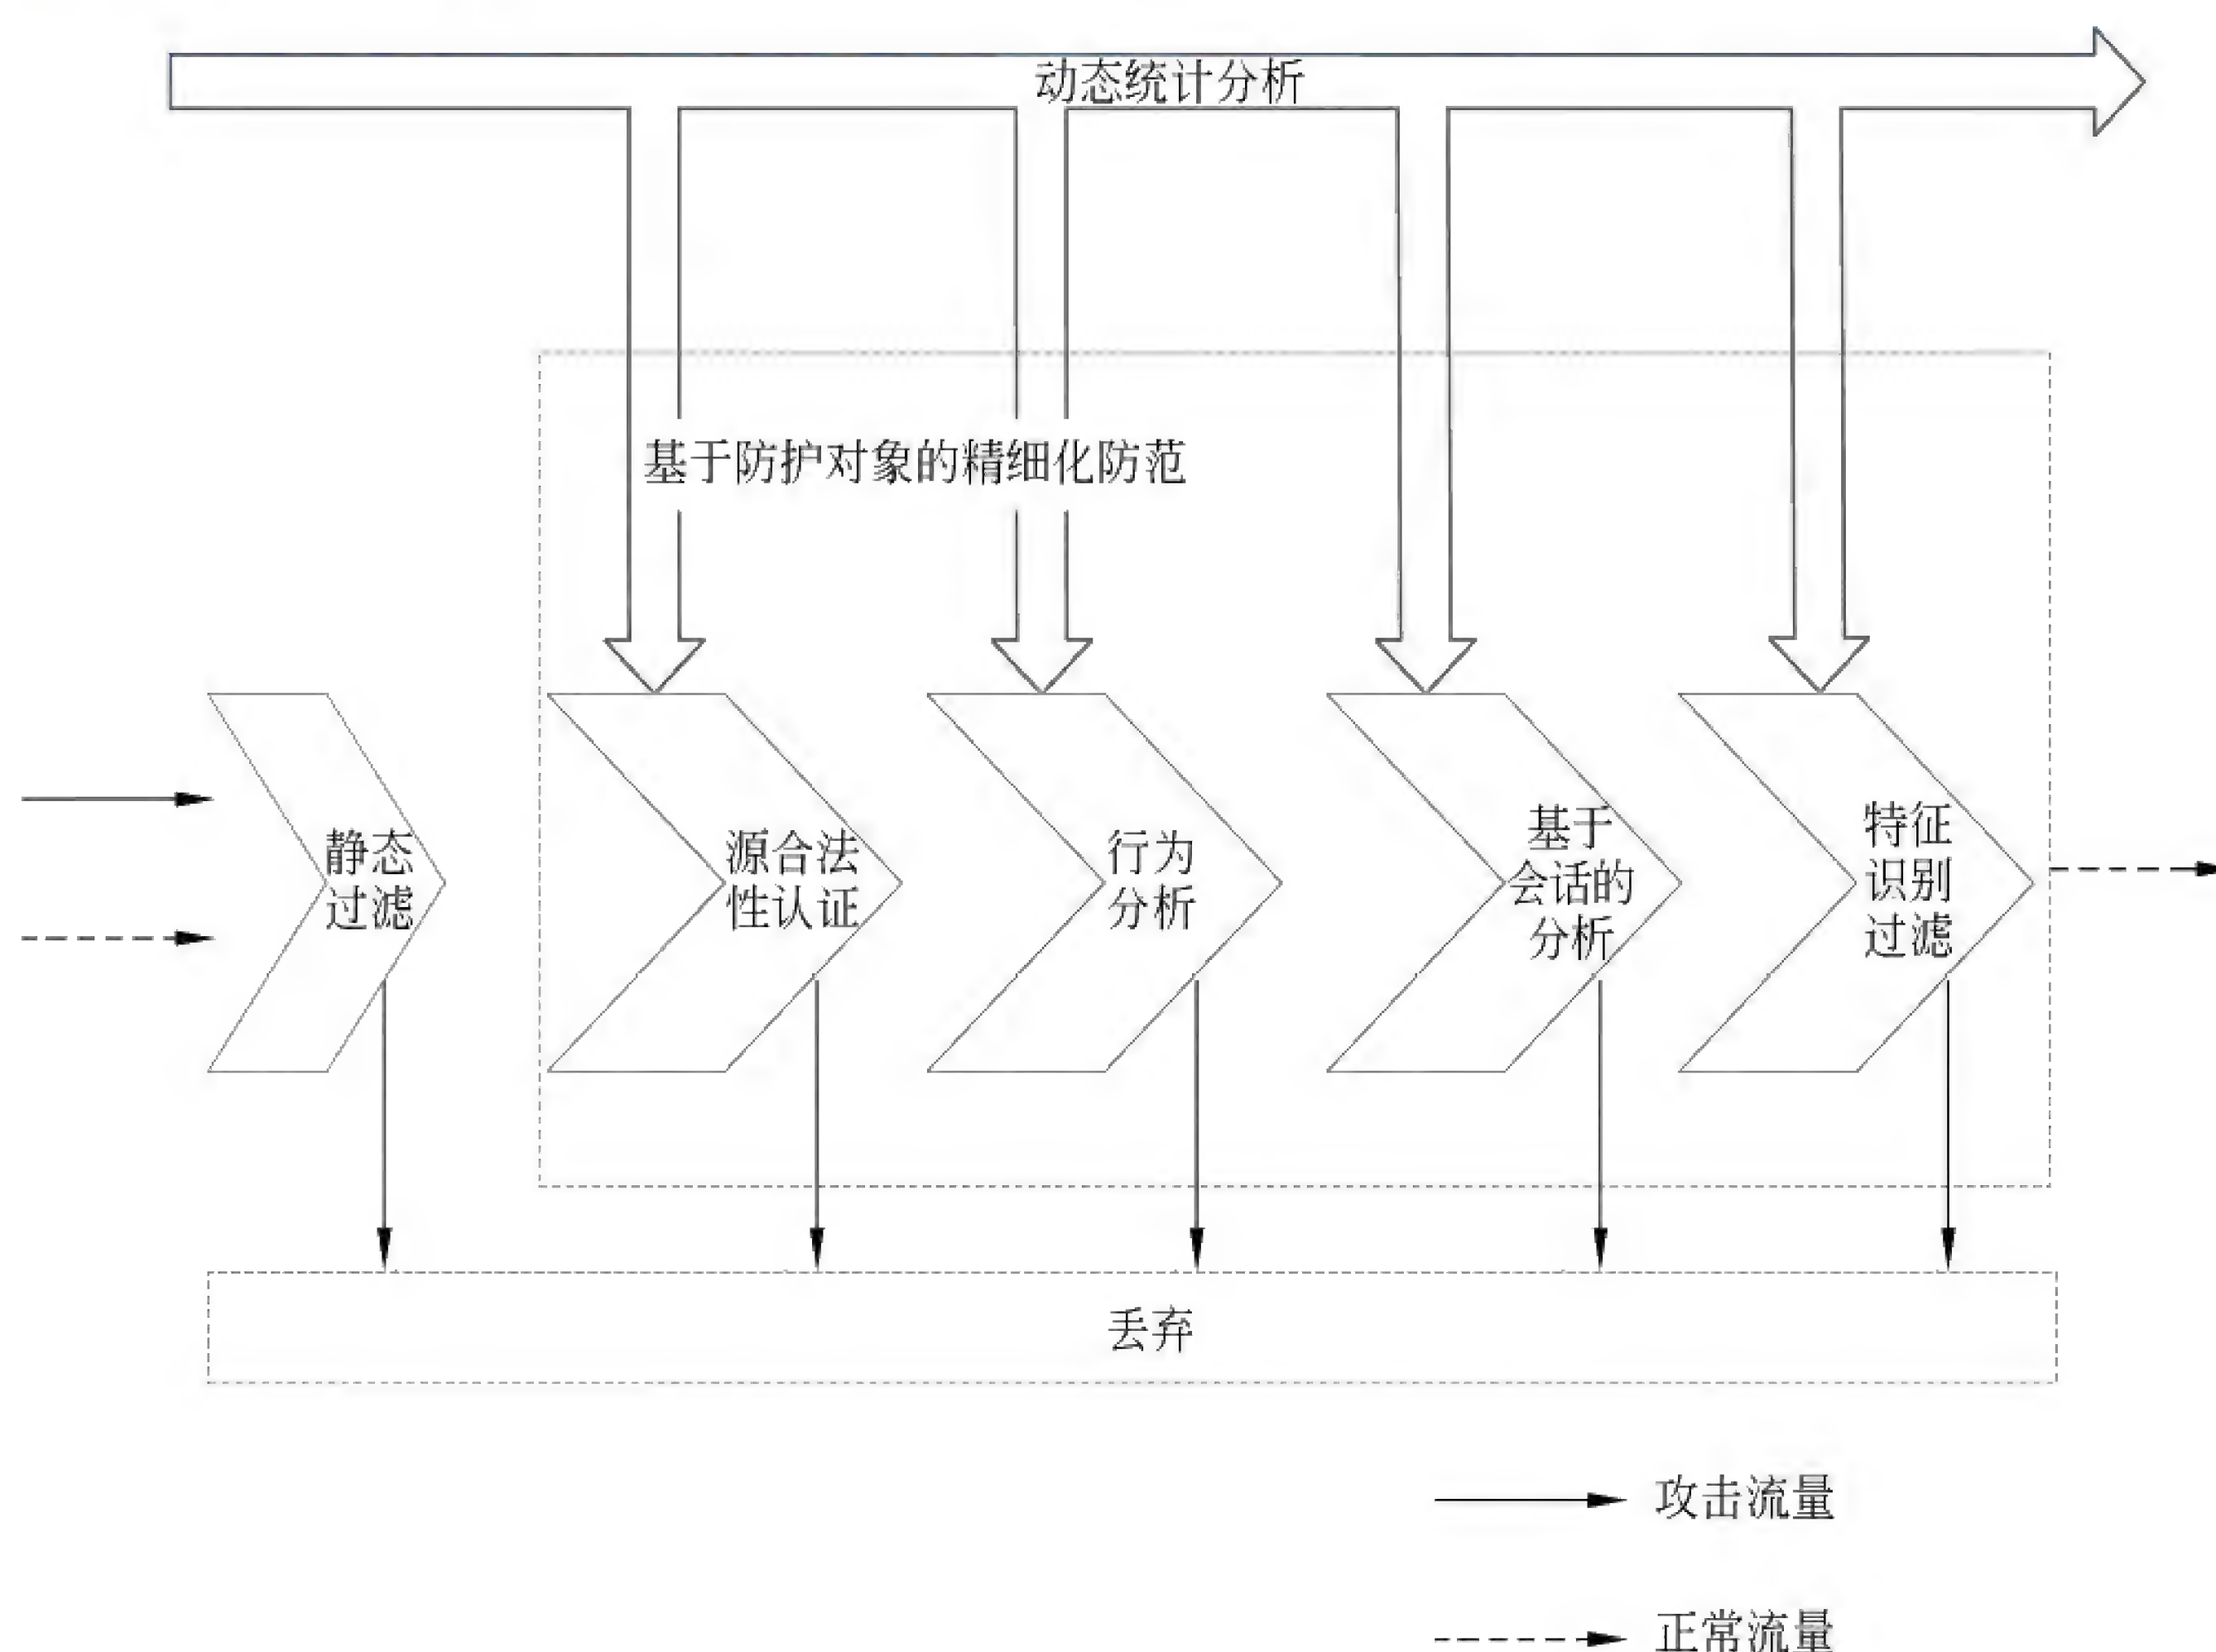 动态统计分析
基于防护对象的精细化防范
静态
过滤
源合法
性认证
行为
分析
基于
会话的
分析
特征
识别
过滤
丢弃
攻击流量
正常流量